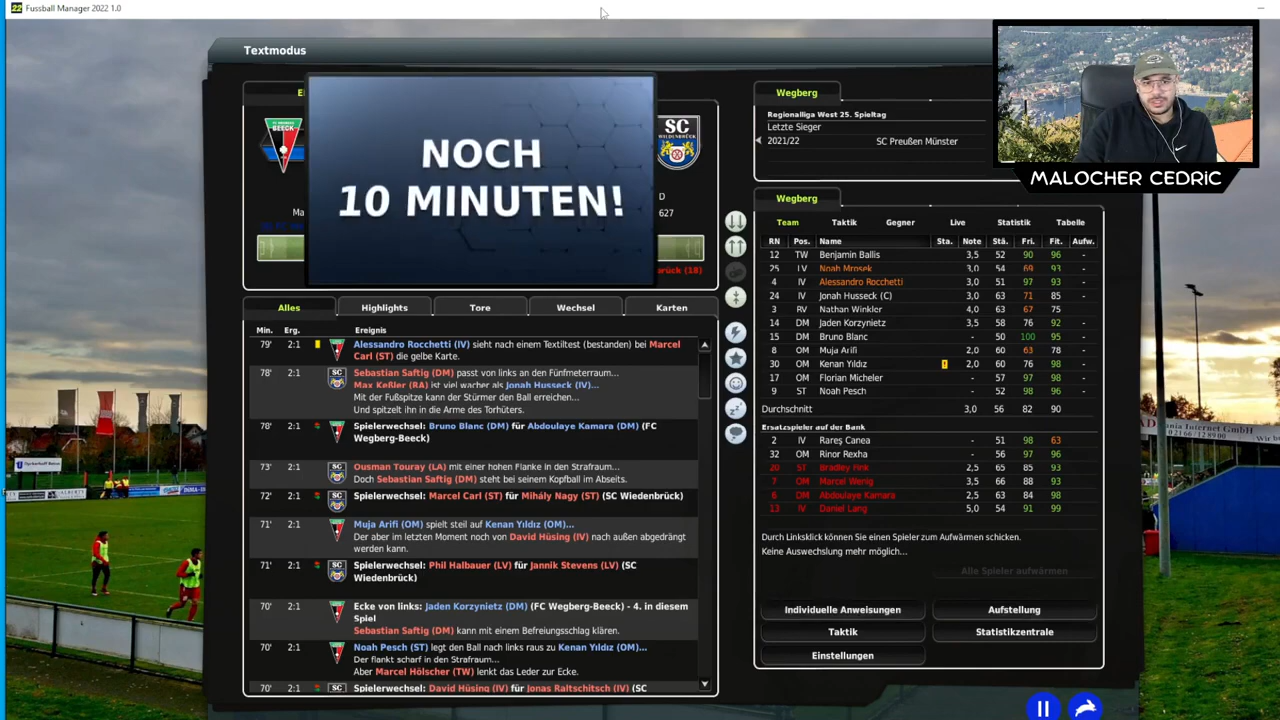 22 Fussball Manager 2022 1.0
Textmodus
NOCH
10 MINUTEN!
BEECK
SC
WIEDENBRÜCK
D
627
Ma
rück (18)
Alles Highlights Tore Wechsel Karten
Min. Erg. Ereignis
79' 2:1 Alessandro Rocchetti (IV) sieht nach einem Textiltest (bestanden) bei Marcel
Carl (ST) die gelbe Karte.
78' 2:1 Sebastian Saftig (DM) passt von links an den Fünfmeterraum...
Max Keßler (RA) ist viel wacher als Jonah Husseck (IV)...
Mit der Fußspitze kann der Stürmer den Ball erreichen...
Und spitzelt ihn in die Arme des Torhüters.
78' 2:1 Spielerwechsel: Bruno Blanc (DM) für Abdoulaye Kamara (DM) (FC
Wegberg-Beeck)
73' 2:1 Ousman Touray (LA) mit einer hohen Flanke in den Strafraum...
Doch Sebastian Saftig (DM) steht bei seinem Kopfball im Abseits.
72' 2:1 Spielerwechsel: Marcel Carl (ST) für Mihály Nagy (ST) (SC Wiedenbrück)
71' 2:1 Muja Arifi (OM) spielt steil auf Kenan Yıldız (OM)...
Der aber im letzten Moment noch von David Hüsing (IV) nach außen abgedrängt
werden kann.
71' 2:1 Spielerwechsel: Phil Halbauer (LV) für Jannik Stevens (LV) (SC
Wiedenbrück)
70' 2:1 Ecke von links: Jaden Korzynietz (DM) (FC Wegberg-Beeck) - 4. in diesem
Spiel
Sebastian Saftig (DM) kann mit einem Befreiungsschlag klären.
70' 2:1 Noah Pesch (ST) legt den Ball nach links raus zu Kenan Yıldız (OM)...
Der flankt scharf in den Strafraum...
Aber Marcel Hölscher (TW) lenkt das Leder zur Ecke.
70' 2:1 SC Spielerwechsel: David Hüsing (IV) für Jonas Raltschitsch (IV) (SC
Wegberg
Regionalliga West 25. Spieltag
Letzte Sieger
2021/22 SC Preußen Münster
MALOCHER CEDRIC
Wegberg
Team Taktik Gegner Live Statistik Tabelle
RN Pos. Name Sta. Note Stä. Fri. Fit. Aufw.
12 TW Benjamin Ballis 3,5 52 90 96 -
25 LV Noah Mrosek 3,0 54 69 93 -
4 IV Alessandro Rocchetti 3,0 51 97 93 -
24 IV Jonah Husseck (C) 3,0 63 71 85 -
3 RV Nathan Winkler 4,0 63 67 75 -
14 DM Jaden Korzynietz 3,5 58 76 92 -
15 DM Bruno Blanc - 50 100 95 -
8 OM Muja Arifi 2,0 60 63 78 -
30 OM Kenan Yıldız 2,0 60 76 98 -
17 OM Florian Micheler - 57 97 98 -
9 ST Noah Pesch - 52 98 96 -
Durchschnitt 3,0 56 82 90
Ersatzspieler auf der Bank
2 IV Rareș Canea - 51 98 63
32 OM Rinor Rexha - 56 97 96
20 ST Bradley Fink 2,5 65 85 93
7 OM Marcel Wenig 3,5 66 88 93
6 DM Abdoulaye Kamara 2,5 63 84 98
13 IV Daniel Lang 5,0 54 91 99
Durch Linksklick können Sie einen Spieler zum Aufwärmen schicken.
Keine Auswechslung mehr möglich...
Alle Spieler aufwärmen
Individuelle Anweisungen Aufstellung
Taktik Statistikzentrale
Einstellungen